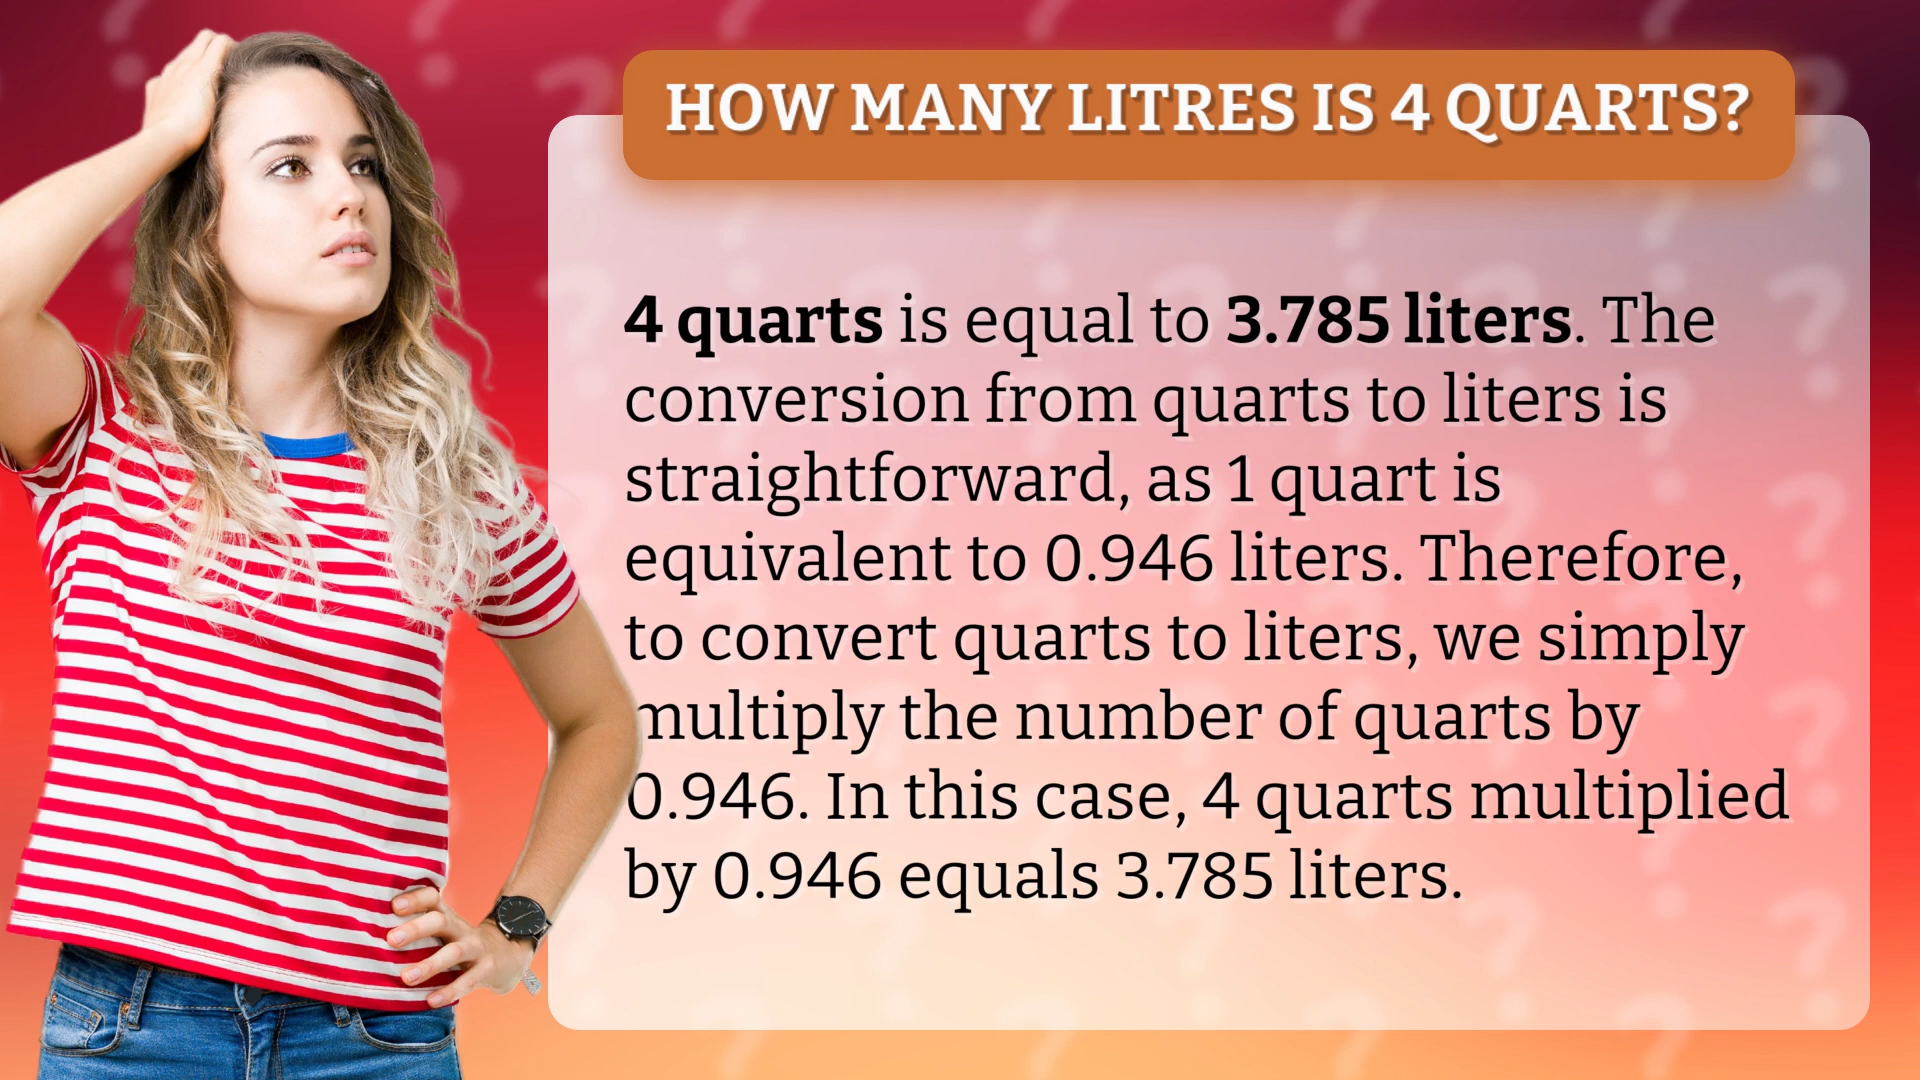 HOW MANY LITRES IS 4 QUARTS?
4 quarts is equal to 3.785 liters. The
conversion from quarts to liters is
straightforward, as 1 quart is
equivalent to 0.946 liters. Therefore,
to convert quarts to liters, we simply
multiply the number of quarts by
0.946. In this case, 4 quarts multiplied
by 0.946 equals 3.785 liters.